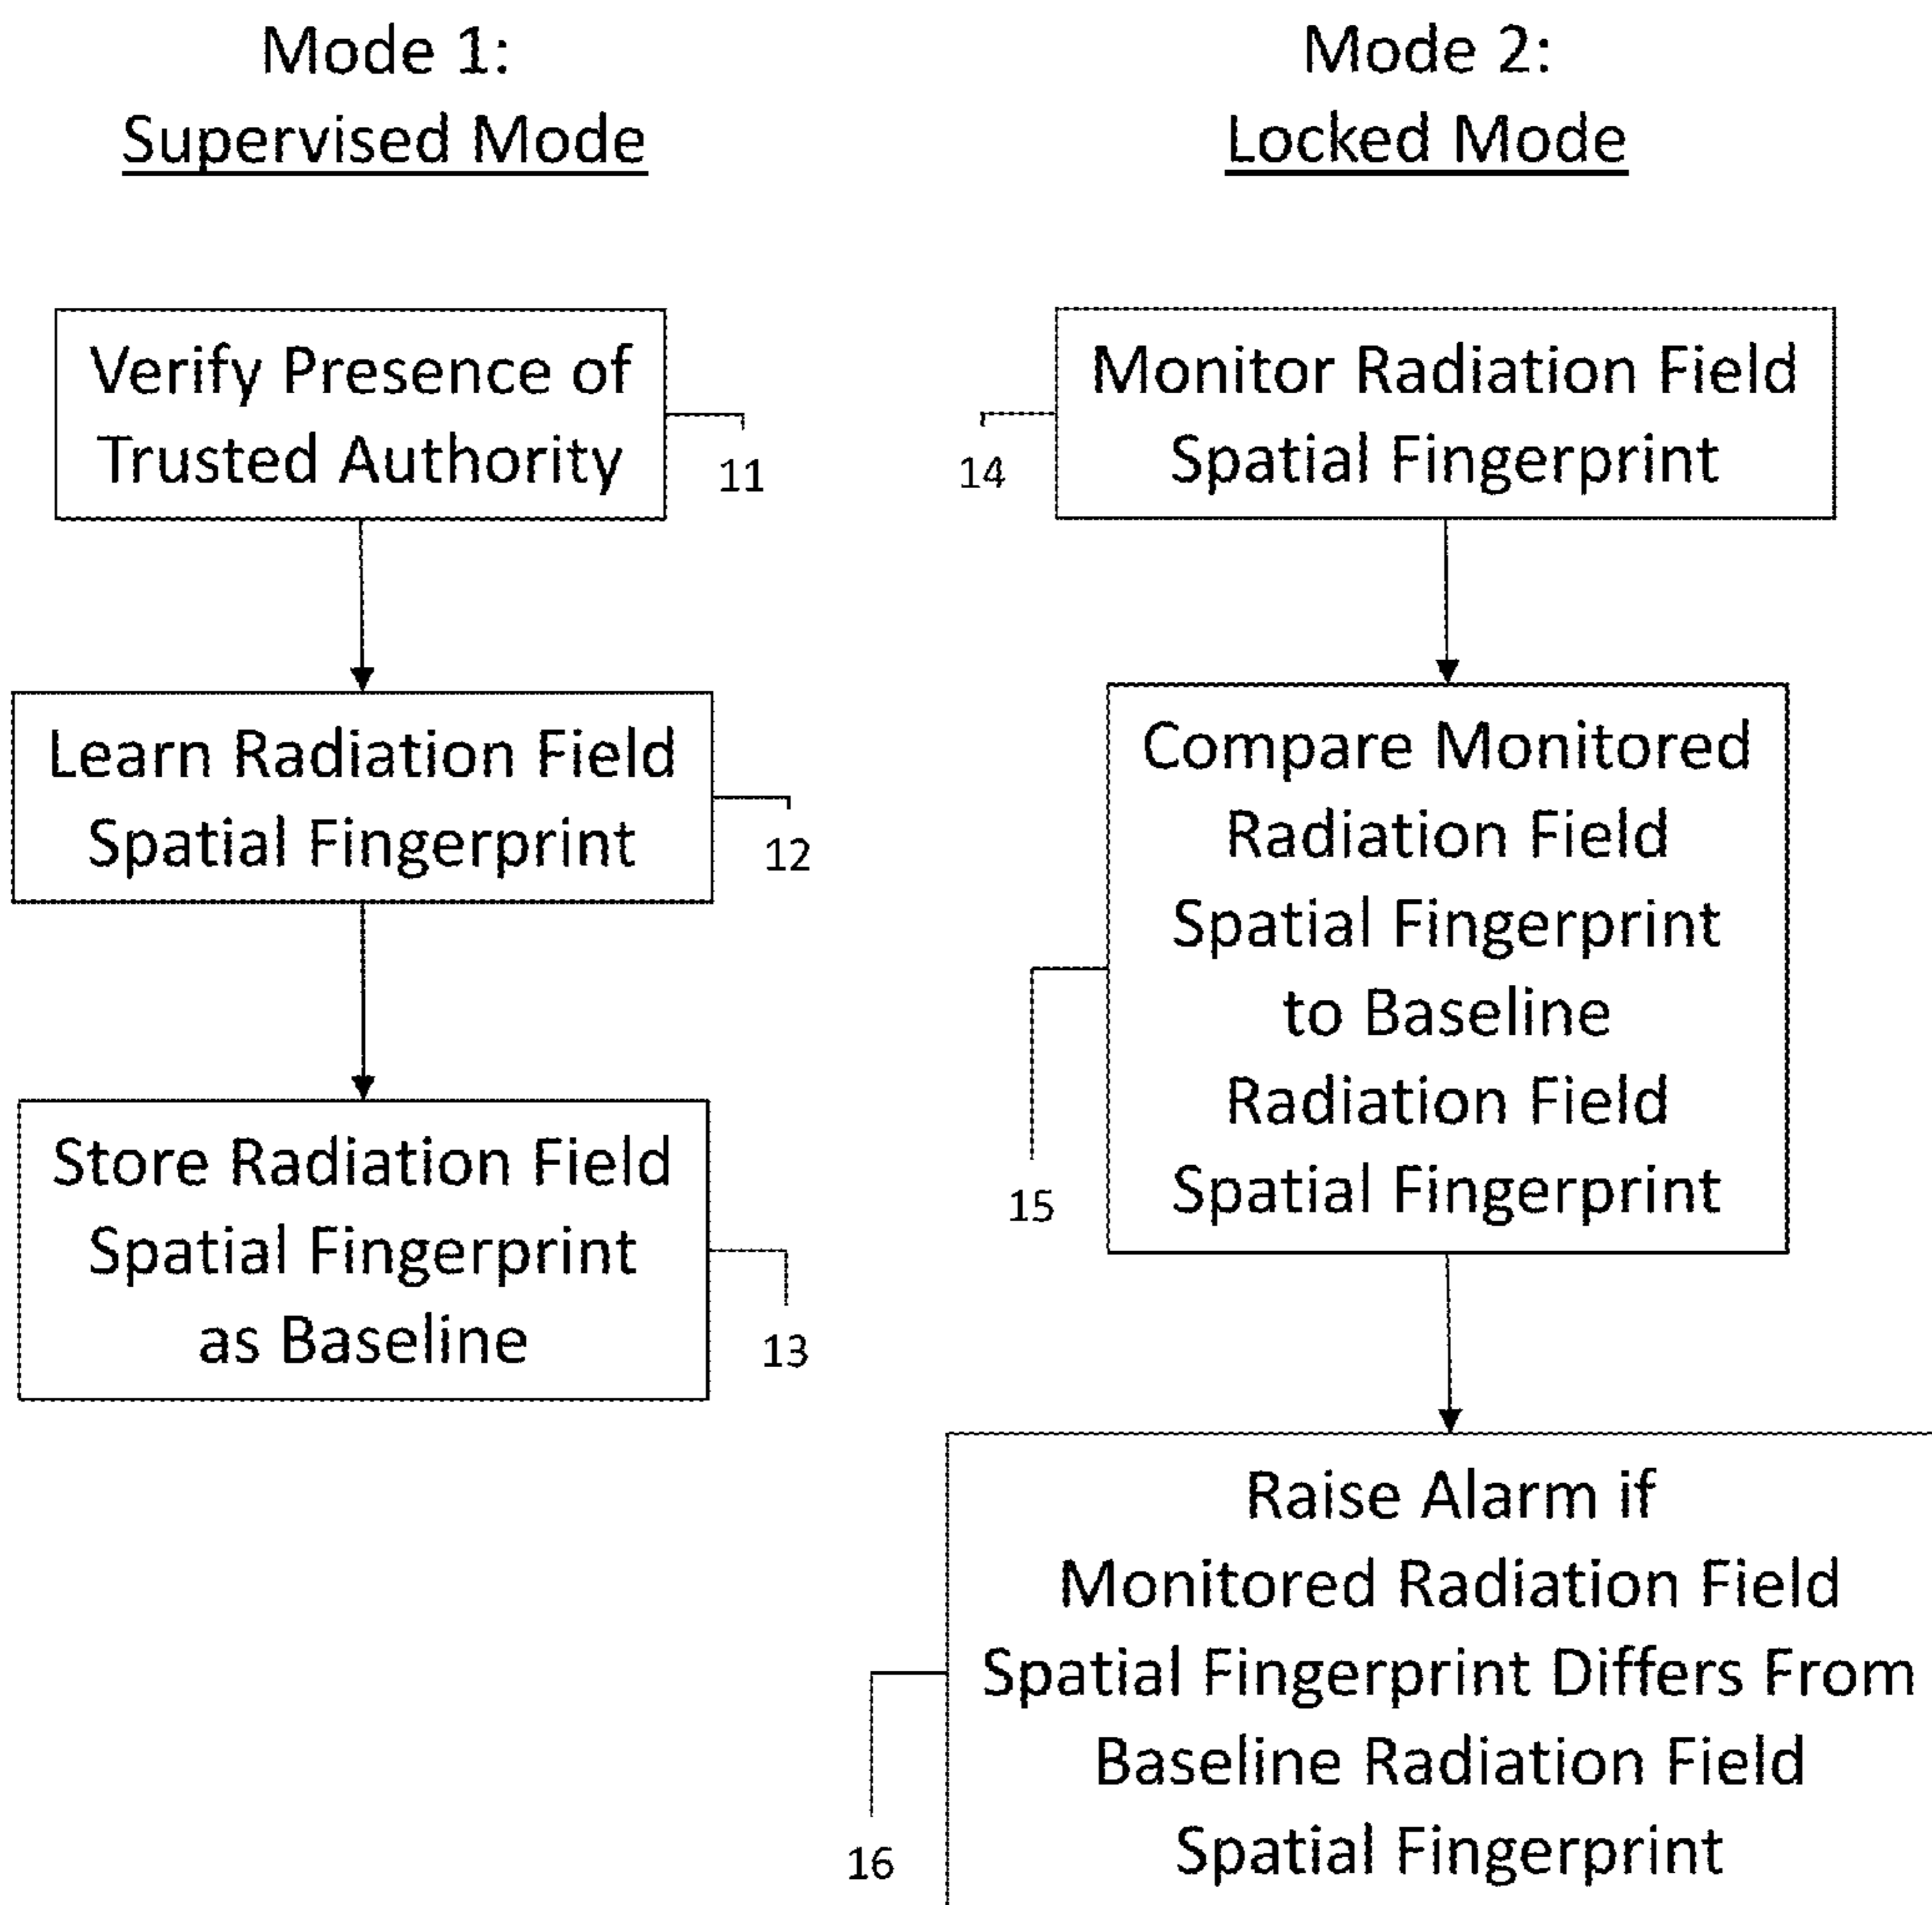 Mode 1:
Supervised Mode
Verify Presence of
Trusted Authority
11
Learn Radiation Field
Spatial Fingerprint
12
Store Radiation Field
Spatial Fingerprint
as Baseline
13
Mode 2:
Locked Mode
Monitor Radiation Field
Spatial Fingerprint
14
Compare Monitored
Radiation Field
Spatial Fingerprint
to Baseline
Radiation Field
Spatial Fingerprint
15
Raise Alarm if
Monitored Radiation Field
Spatial Fingerprint Differs From
Baseline Radiation Field
Spatial Fingerprint
16